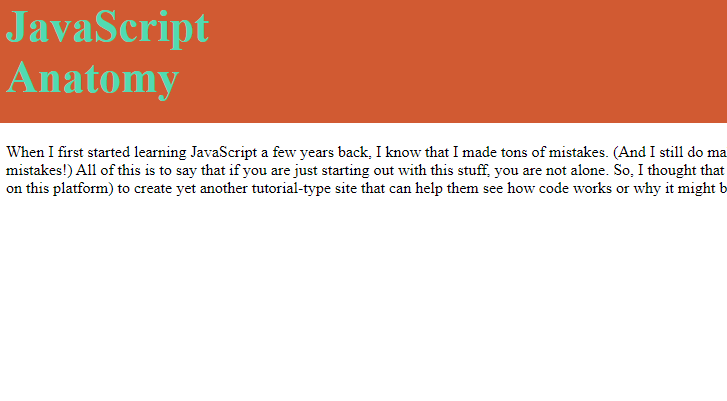 JavaScript
Anatomy
When I first started learning JavaScript a few years back, I know that I made tons of mistakes. (And I still do ma
mistakes!) All of this is to say that if you are just starting out with this stuff, you are not alone. So, I thought that
on this platform) to create yet another tutorial-type site that can help them see how code works or why it might b